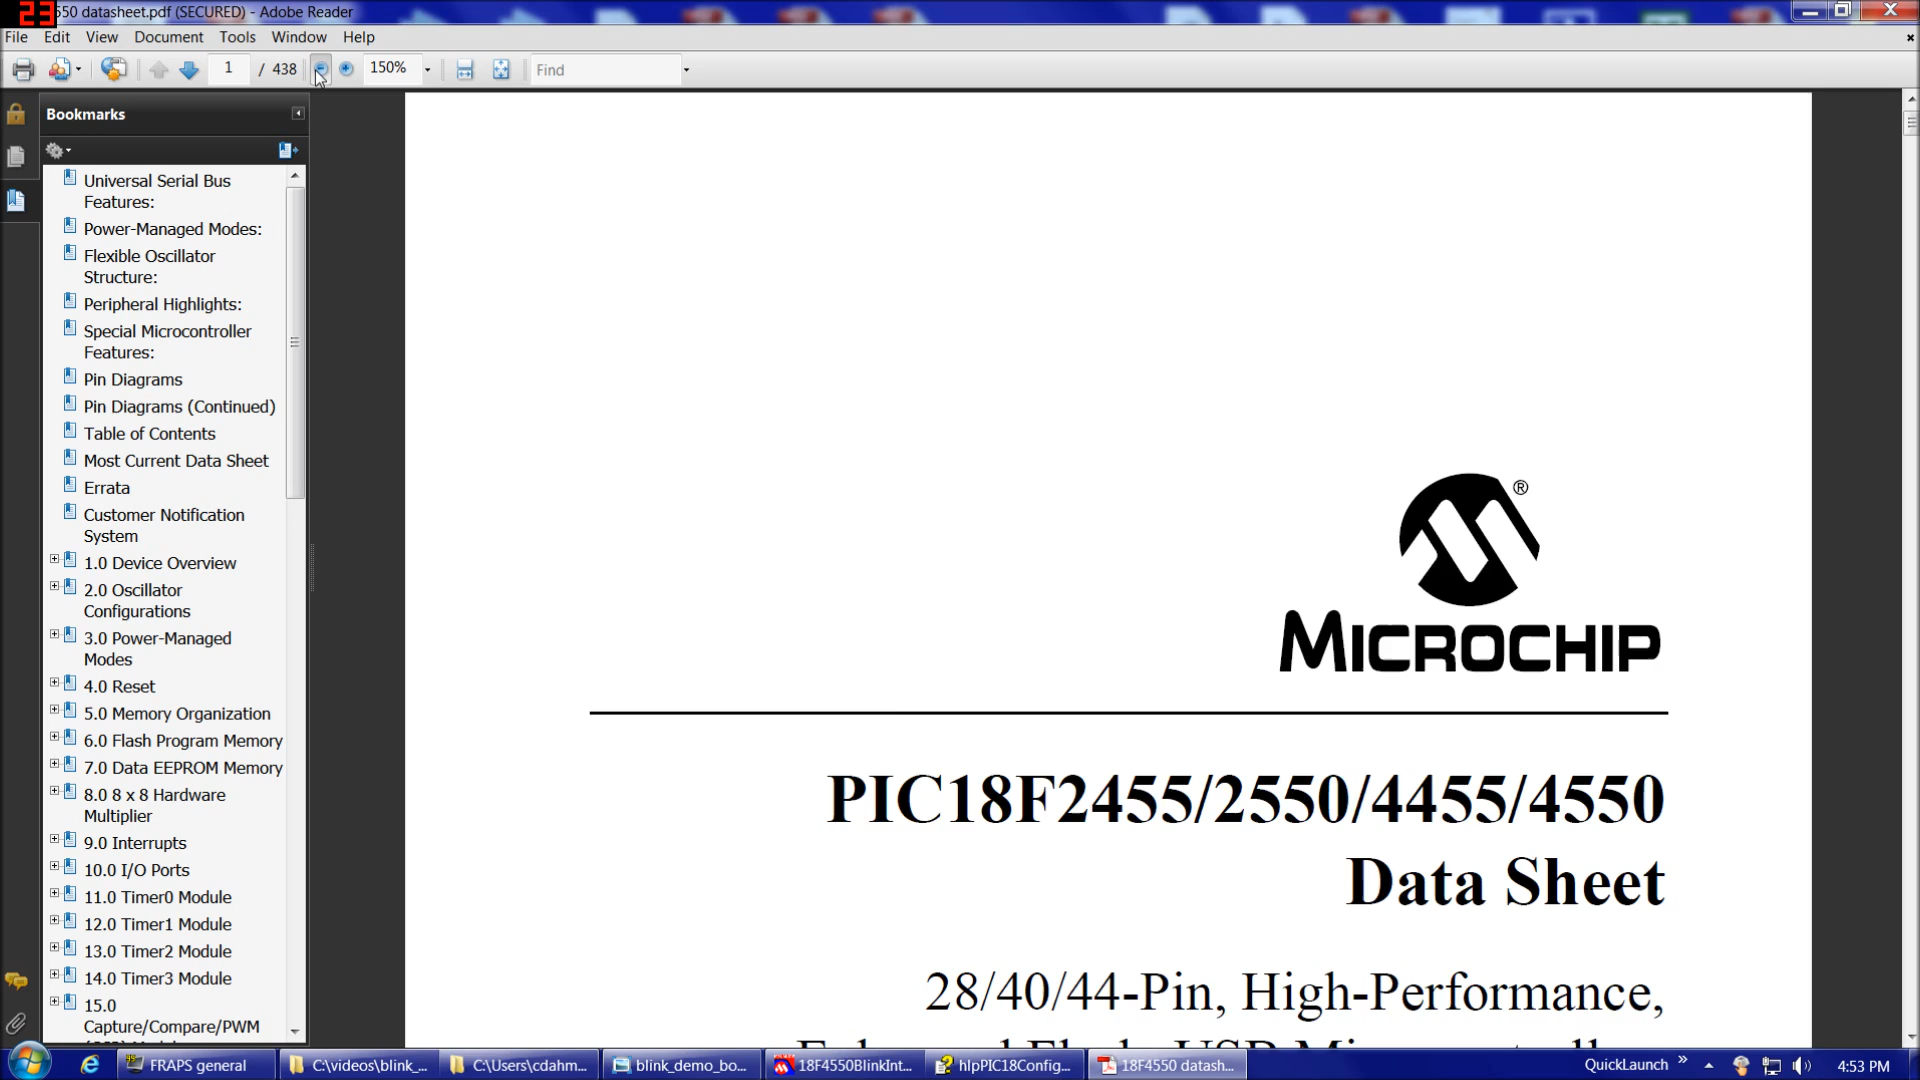 23
550 datasheet.pdf (SECURED) - Adobe Reader
File Edit View Document Tools Window Help
1 / 438 150% Find
Bookmarks
Universal Serial Bus
Features:
Power-Managed Modes:
Flexible Oscillator
Structure:
Peripheral Highlights:
Special Microcontroller
Features:
Pin Diagrams
Pin Diagrams (Continued)
Table of Contents
Most Current Data Sheet
Errata
Customer Notification
System
1.0 Device Overview
2.0 Oscillator
Configurations
3.0 Power-Managed
Modes
4.0 Reset
5.0 Memory Organization
6.0 Flash Program Memory
7.0 Data EEPROM Memory
8.0 8 x 8 Hardware
Multiplier
9.0 Interrupts
10.0 I/O Ports
11.0 Timer0 Module
12.0 Timer1 Module
13.0 Timer2 Module
14.0 Timer3 Module
15.0
Capture/Compare/PWM
®
MICROCHIP
PIC18F2455/2550/4455/4550
Data Sheet
28/40/44-Pin, High-Performance,
FRAPS general C:\videos\blink_... C:\Users\cdahm... blink_demo_bo... 18F4550BlinkInt... hlpPIC18Config... 18F4550 datash... QuickLaunch » 4:53 PM